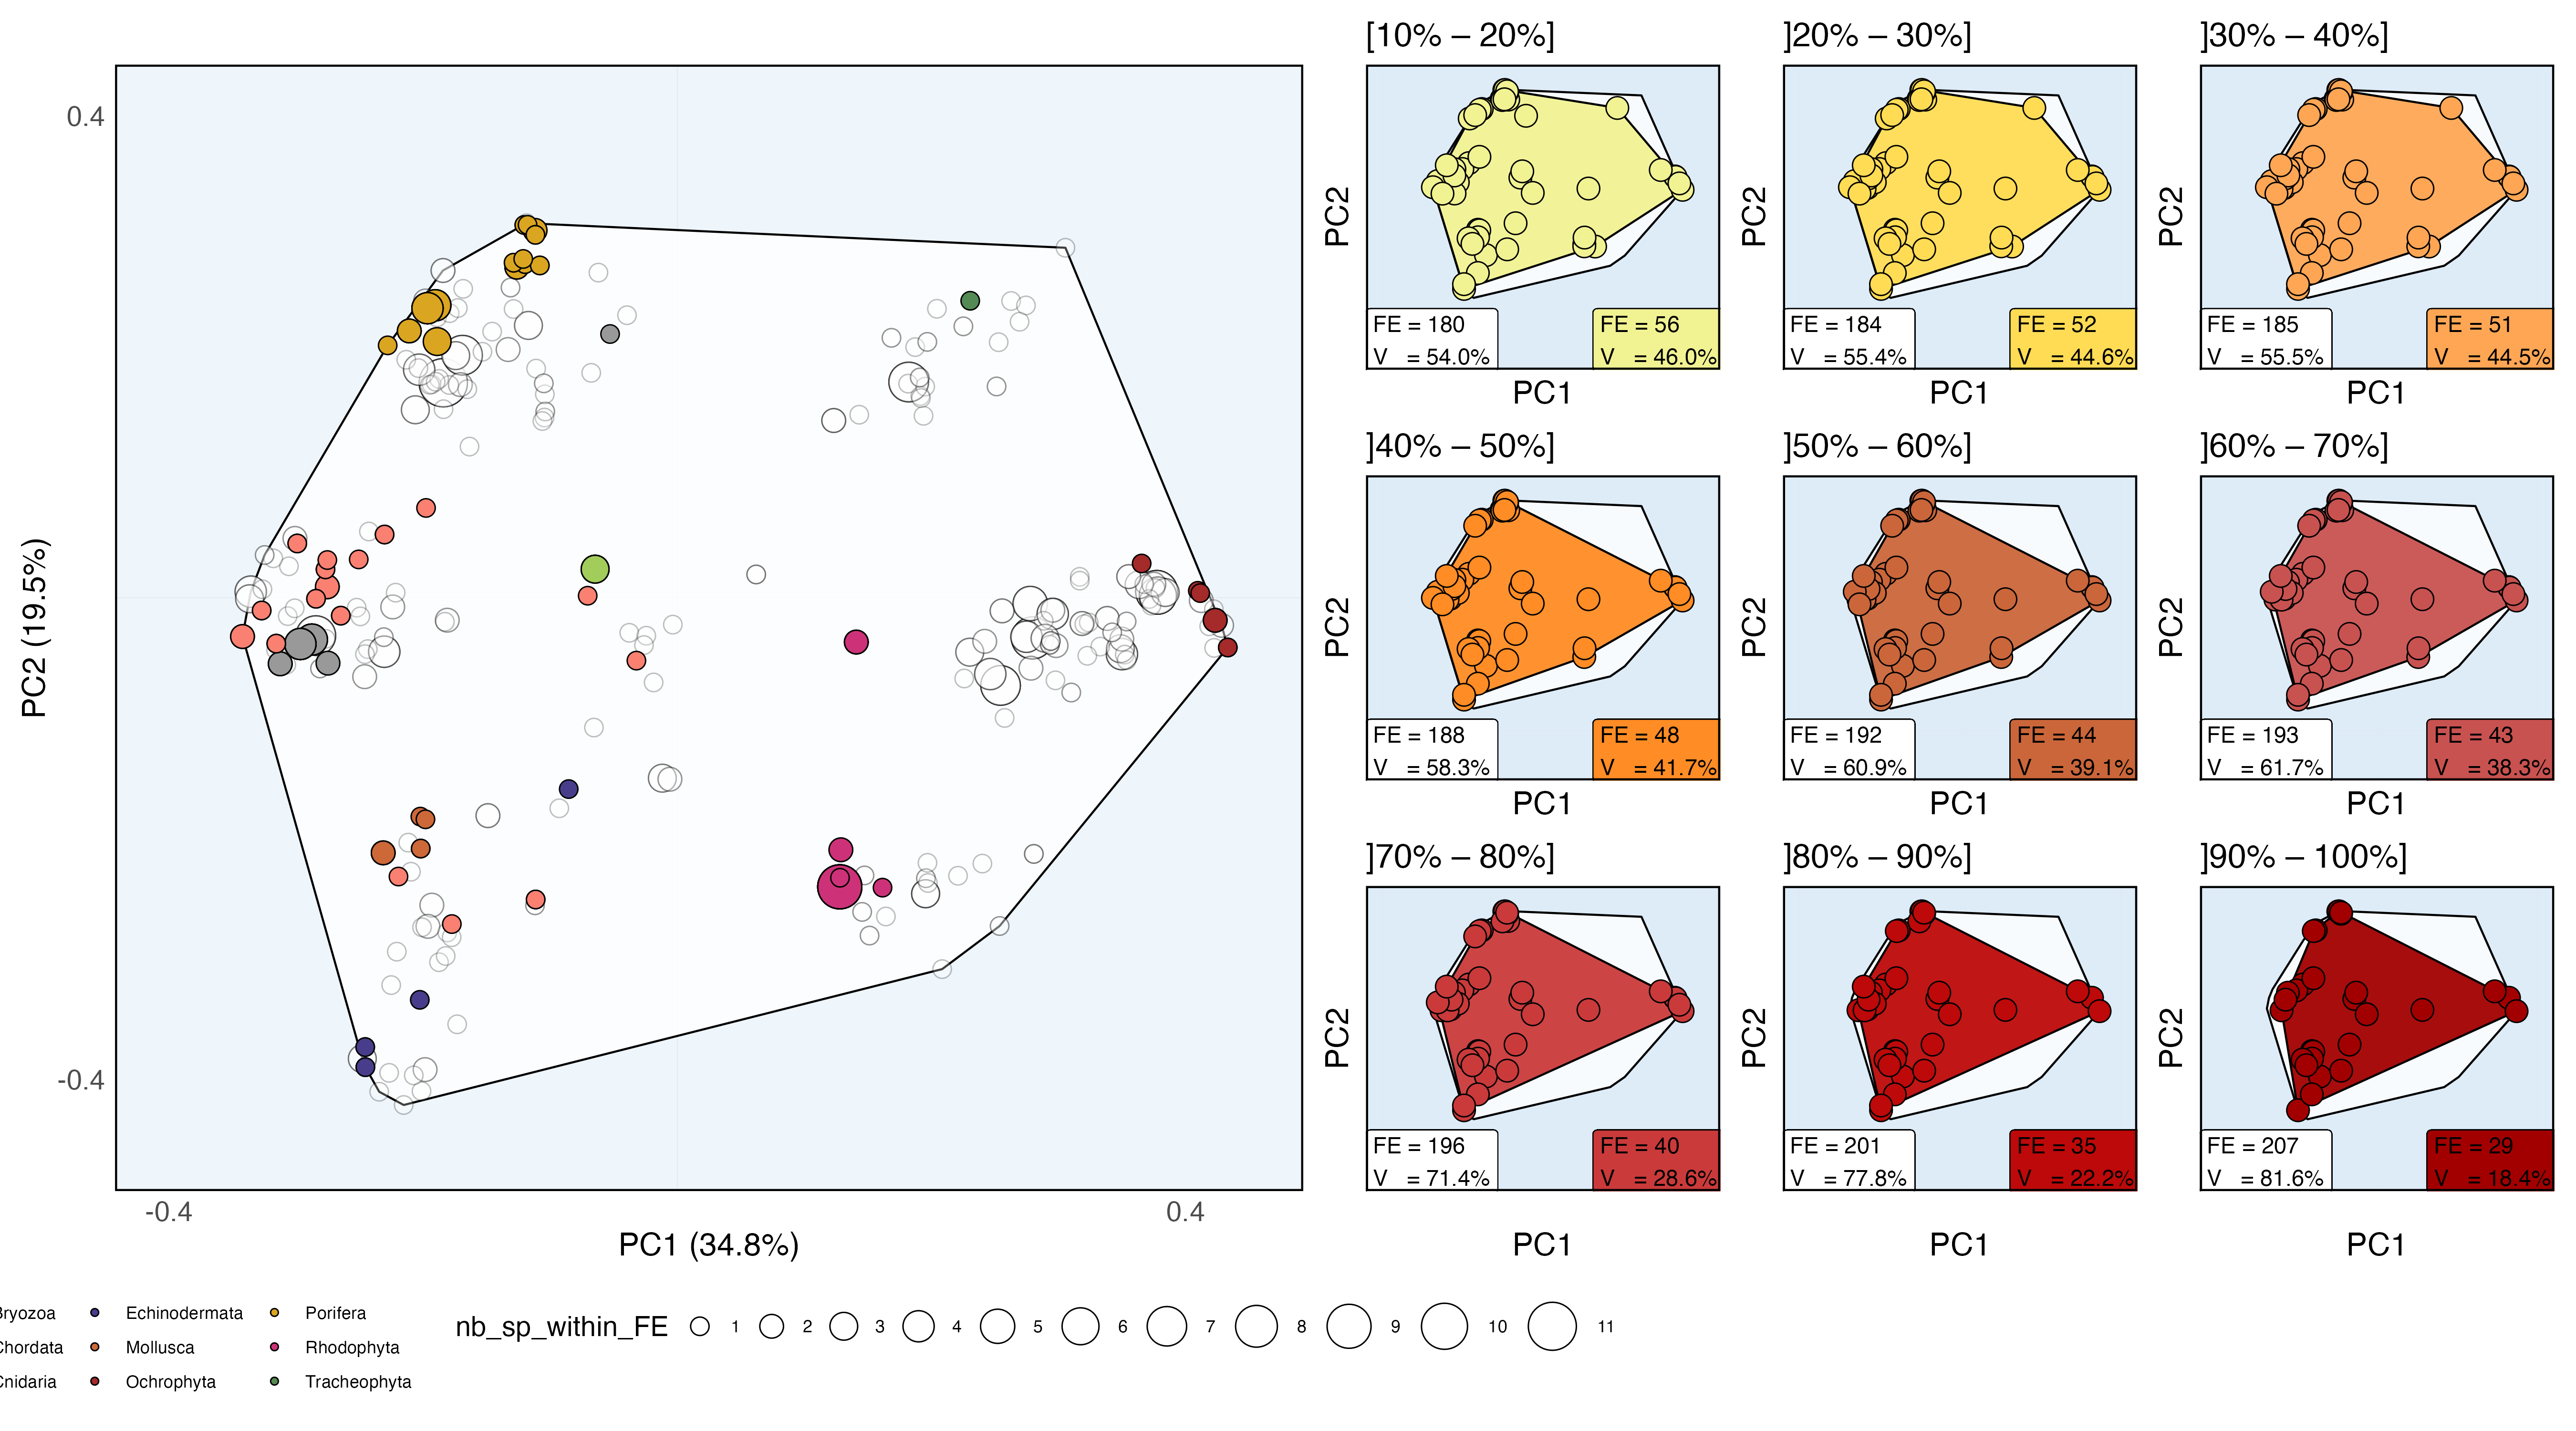 0.4
-0.4
PC2 (19.5%)
-0.4
0.4
PC1 (34.8%)
[10% – 20%]
PC2
FE = 180
V = 54.0%
FE = 56
V = 46.0%
PC1
]20% – 30%]
PC2
FE = 184
V = 55.4%
FE = 52
V = 44.6%
PC1
]30% – 40%]
PC2
FE = 185
V = 55.5%
FE = 51
V = 44.5%
PC1
]40% – 50%]
PC2
FE = 188
V = 58.3%
FE = 48
V = 41.7%
PC1
]50% – 60%]
PC2
FE = 192
V = 60.9%
FE = 44
V = 39.1%
PC1
]60% – 70%]
PC2
FE = 193
V = 61.7%
FE = 43
V = 38.3%
PC1
]70% – 80%]
PC2
FE = 196
V = 71.4%
FE = 40
V = 28.6%
PC1
]80% – 90%]
PC2
FE = 201
V = 77.8%
FE = 35
V = 22.2%
PC1
]90% – 100%]
PC2
FE = 207
V = 81.6%
FE = 29
V = 18.4%
PC1
Bryozoa Echinodermata Porifera
Chordata Mollusca Rhodophyta
Cnidaria Ochrophyta Tracheophyta
nb_sp_within_FE 1 2 3 4 5 6 7 8 9 10 11